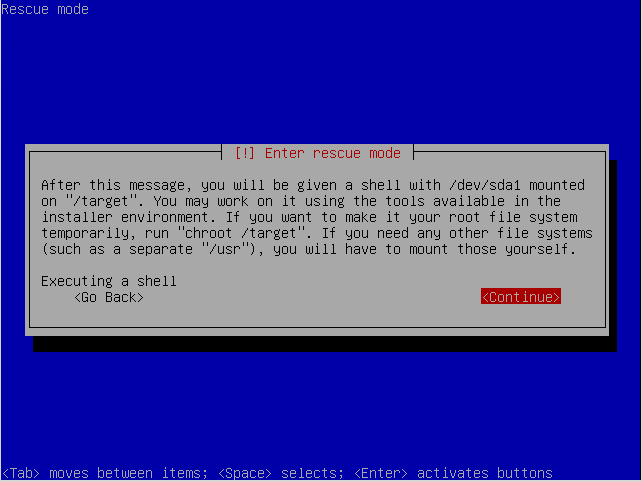 Rescue mode
[!] Enter rescue mode
After this message, you will be given a shell with /dev/sda1 mounted
on "/target". You may work on it using the tools available in the
installer environment. If you want to make it your root file system
temporarily, run "chroot /target". If you need any other file systems
(such as a separate "/usr"), you will have to mount those yourself.
Executing a shell
<Go Back> <Continue>
<Tab> moves between items; <Space> selects; <Enter> activates buttons